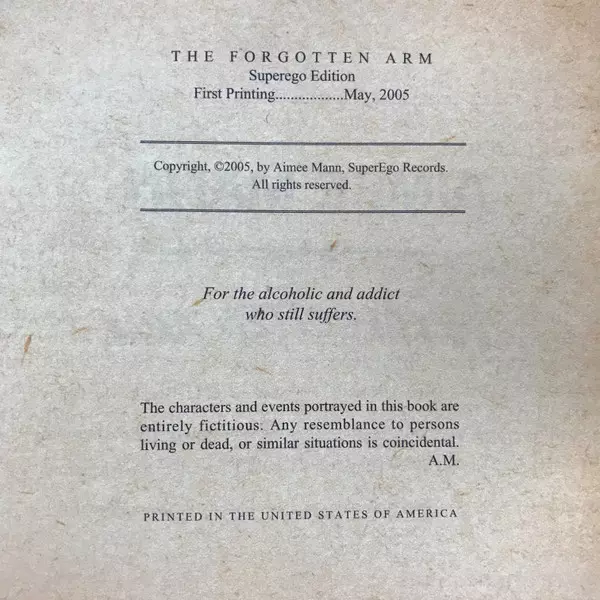 THE FORGOTTEN ARM
Superego Edition
First Printing..................May, 2005
Copyright, ©2005, by Aimee Mann, SuperEgo Records.
All rights reserved.
For the alcoholic and addict
who still suffers.
The characters and events portrayed in this book are
entirely fictitious. Any resemblance to persons
living or dead, or similar situations is coincidental.
A.M.
PRINTED IN THE UNITED STATES OF AMERICA